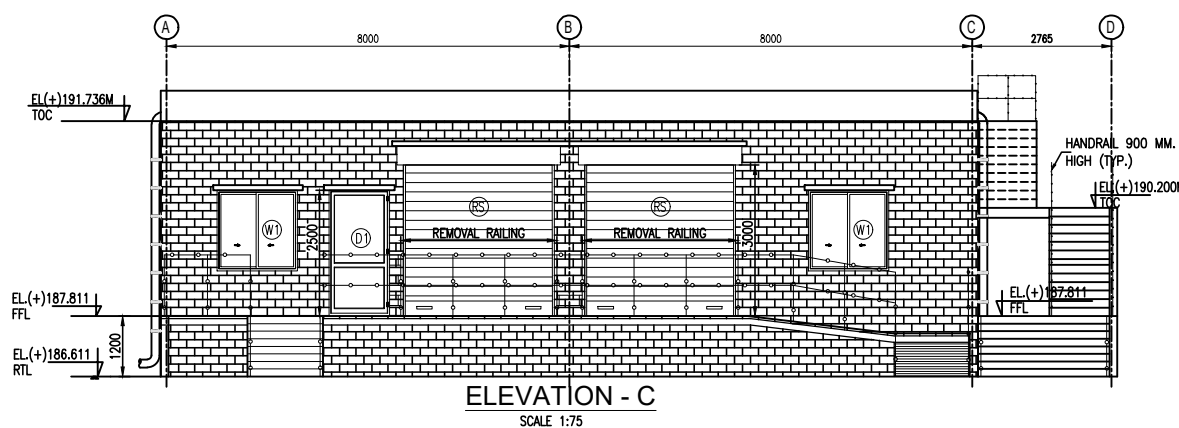 A
B
C
D
8000
8000
2765
EL(+)191.736M
TOC
HANDRAIL 900 MM.
HIGH (TYP.)
EL(+)190.200
TOC
W1
D1
2500
RS
REMOVAL RAILING
RS
REMOVAL RAILING
3000
W1
EL.(+)187.811
FFL
EL.(+)187.811
FFL
1200
EL.(+)186.611
RTL
ELEVATION - C
SCALE 1:75